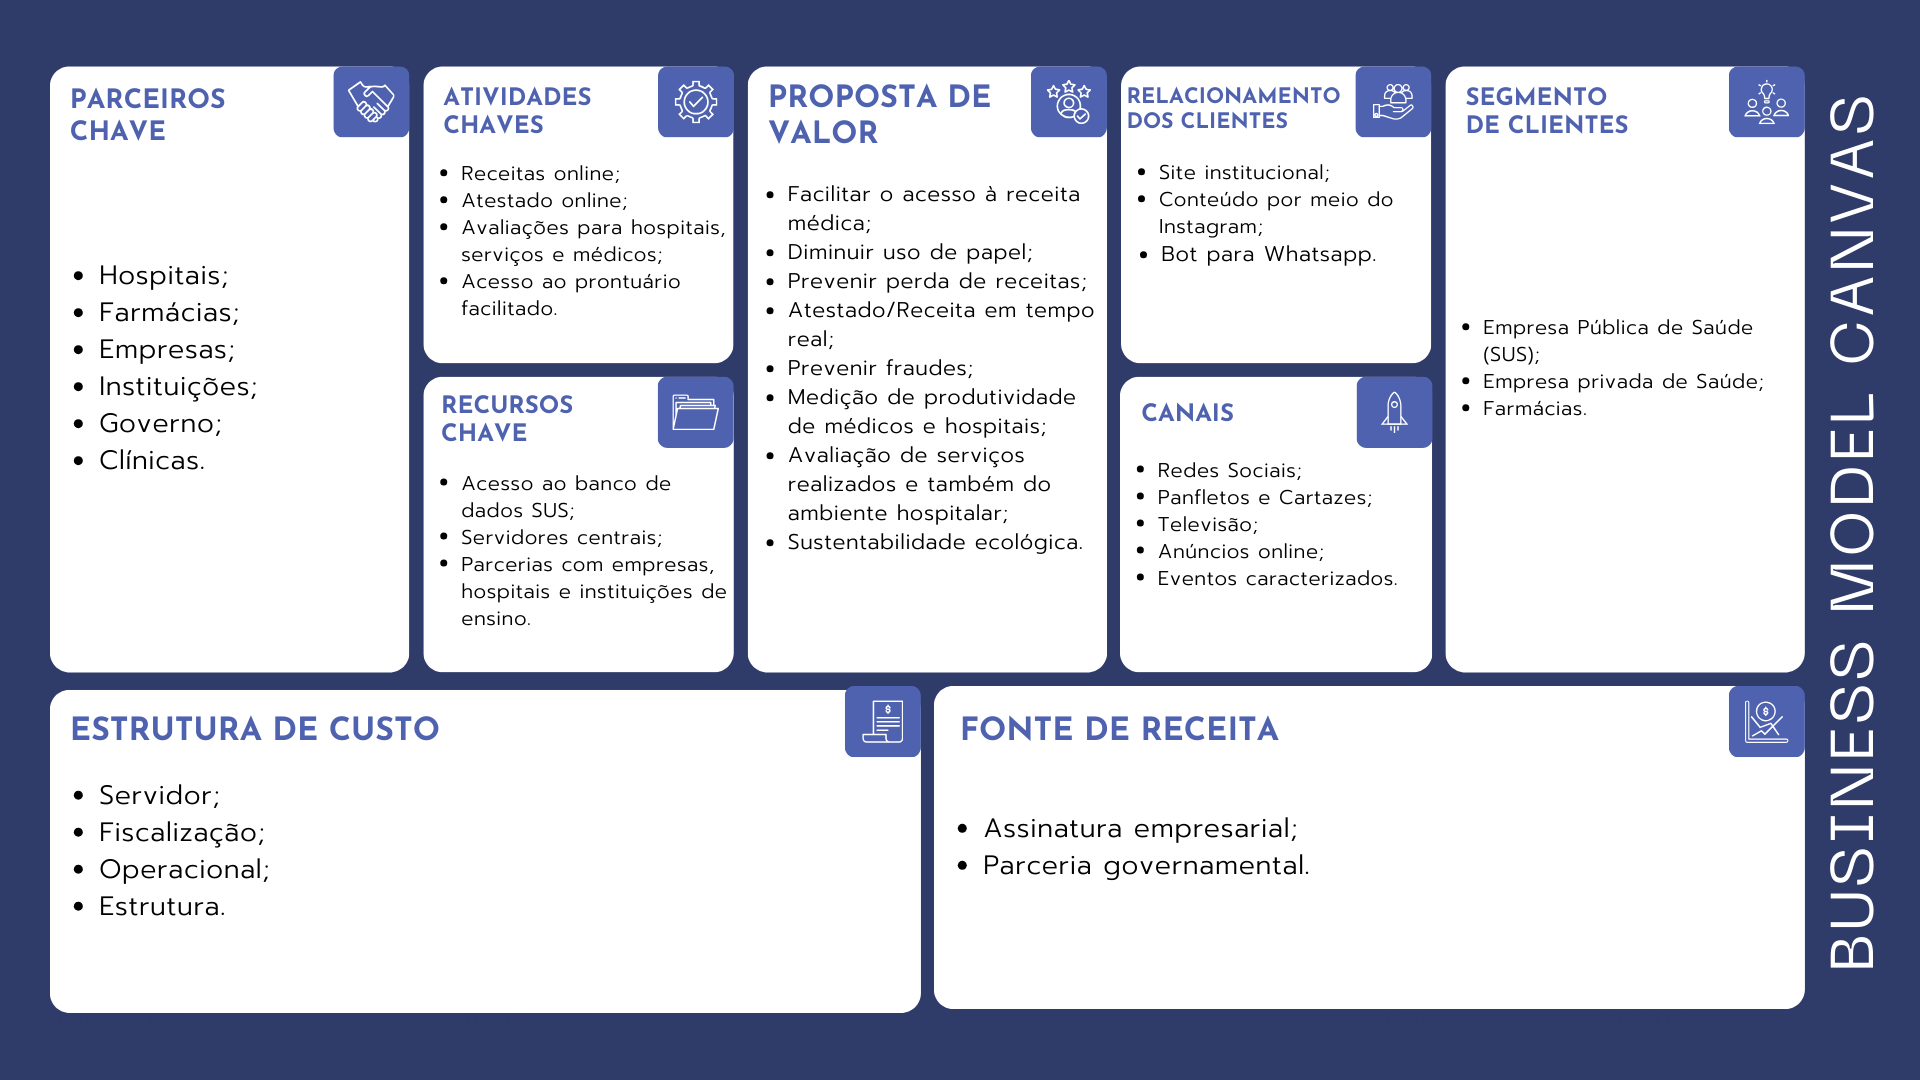 PARCEIROS
CHAVE
• Hospitais;
• Farmácias;
• Empresas;
• Instituições;
• Governo;
• Clínicas.
ATIVIDADES
CHAVES
• Receitas online;
• Atestado online;
• Avaliações para hospitais,
serviços e médicos;
• Acesso ao prontuário
facilitado.
RECURSOS
CHAVE
• Acesso ao banco de
dados SUS;
• Servidores centrais;
• Parcerias com empresas,
hospitais e instituições de
ensino.
PROPOSTA DE
VALOR
• Facilitar o acesso à receita
médica;
• Diminuir uso de papel;
• Prevenir perda de receitas;
• Atestado/Receita em tempo
real;
• Prevenir fraudes;
• Medição de produtividade
de médicos e hospitais;
• Avaliação de serviços
realizados e também do
ambiente hospitalar;
• Sustentabilidade ecológica.
RELACIONAMENTO
DOS CLIENTES
• Site institucional;
• Conteúdo por meio do
Instagram;
• Bot para Whatsapp.
CANAIS
• Redes Sociais;
• Panfletos e Cartazes;
• Televisão;
• Anúncios online;
• Eventos caracterizados.
SEGMENTO
DE CLIENTES
• Empresa Pública de Saúde
(SUS);
• Empresa privada de Saúde;
• Farmácias.
ESTRUTURA DE CUSTO
• Servidor;
• Fiscalização;
• Operacional;
• Estrutura.
FONTE DE RECEITA
• Assinatura empresarial;
• Parceria governamental.
BUSINESS MODEL CANVAS